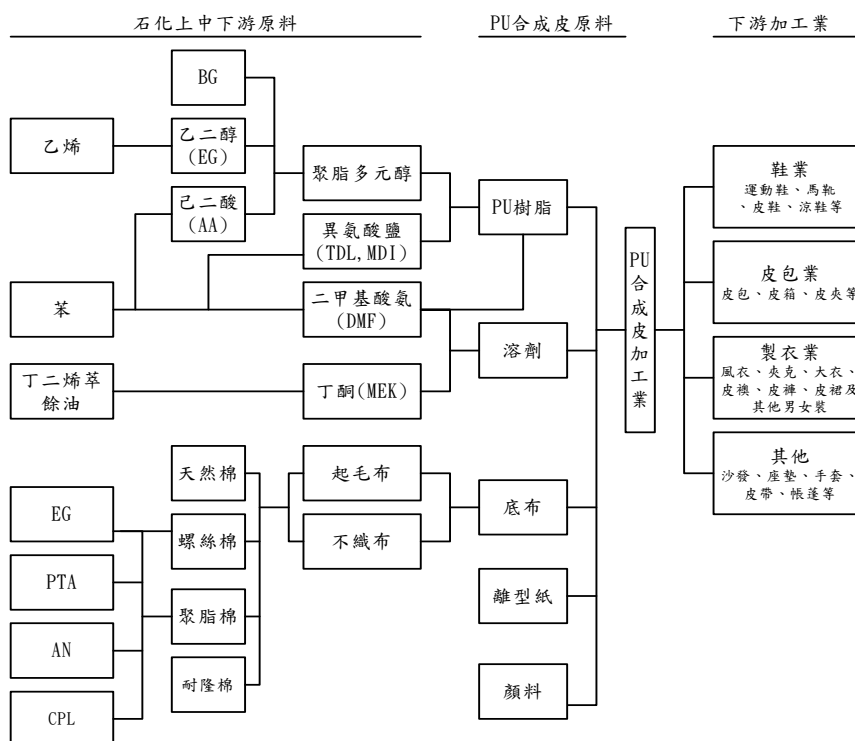 石化上中下游原料
PU合成皮原料
下游加工業
BG
乙烯
乙二醇
(EG)
己二酸
(AA)
聚脂多元醇
異氨酸鹽
(TDL,MDI)
苯
二甲基酸氨
(DMF)
丁二烯萃
餘油
丁酮(MEK)
PU樹脂
溶劑
天然棉
起毛布
EG
螺絲棉
不織布
底布
PTA
聚脂棉
離型紙
AN
耐隆棉
CPL
顏料
PU
合
成
皮
加
工
業
鞋業
運動鞋、馬靴
、皮鞋、涼鞋等
皮包業
皮包、皮箱、皮夾等
製衣業
風衣、夾克、大衣、
皮襖、皮褲、皮裙及
其他男女裝
其他
沙發、座墊、手套、
皮帶、帳蓬等